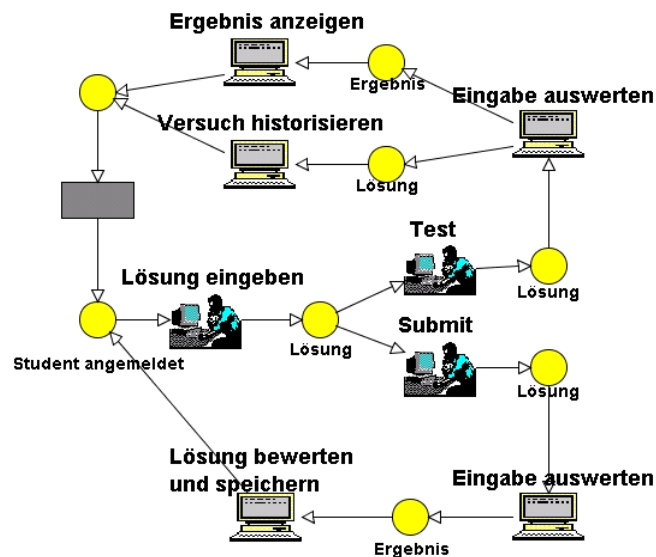 Ergebnis anzeigen
Ergebnis
Eingabe auswerten
Versuch historisieren
Lösung
Test
Lösung eingeben
Lösung
Submit
Lösung
Student angemeldet
Lösung
Lösung bewerten
und speichern
Eingabe auswerten
Ergebnis